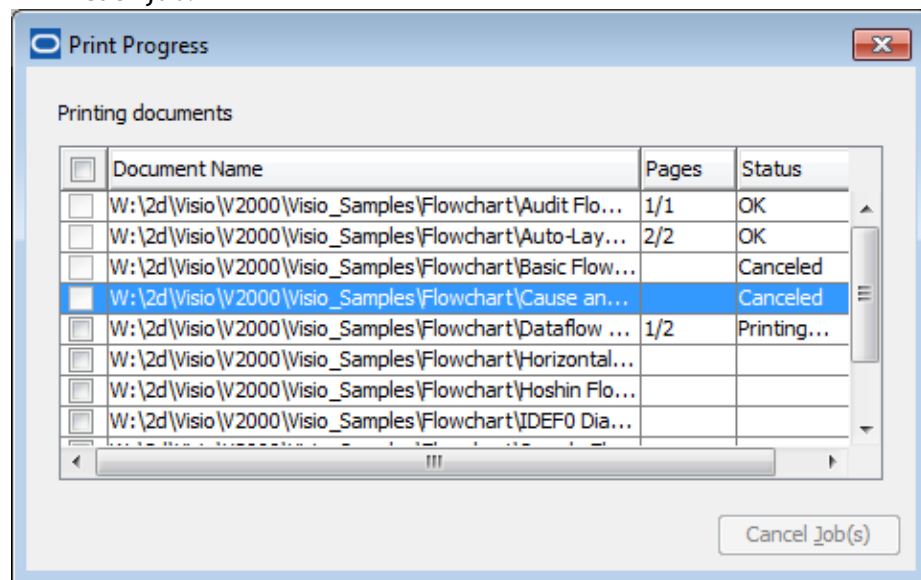 Print Progress
Printing documents
Document Name Pages Status
W:\2d\Visio\V2000\Visio_Samples\Flowchart\Audit Flo... 1/1 OK
W:\2d\Visio\V2000\Visio_Samples\Flowchart\Auto-Lay... 2/2 OK
W:\2d\Visio\V2000\Visio_Samples\Flowchart\Basic Flow... Canceled
W:\2d\Visio\V2000\Visio_Samples\Flowchart\Cause an... Canceled
W:\2d\Visio\V2000\Visio_Samples\Flowchart\Dataflow ... 1/2 Printing...
W:\2d\Visio\V2000\Visio_Samples\Flowchart\Horizontal...
W:\2d\Visio\V2000\Visio_Samples\Flowchart\Hoshin Flo...
W:\2d\Visio\V2000\Visio_Samples\Flowchart\IDEF0 Dia...
Cancel Job(s)